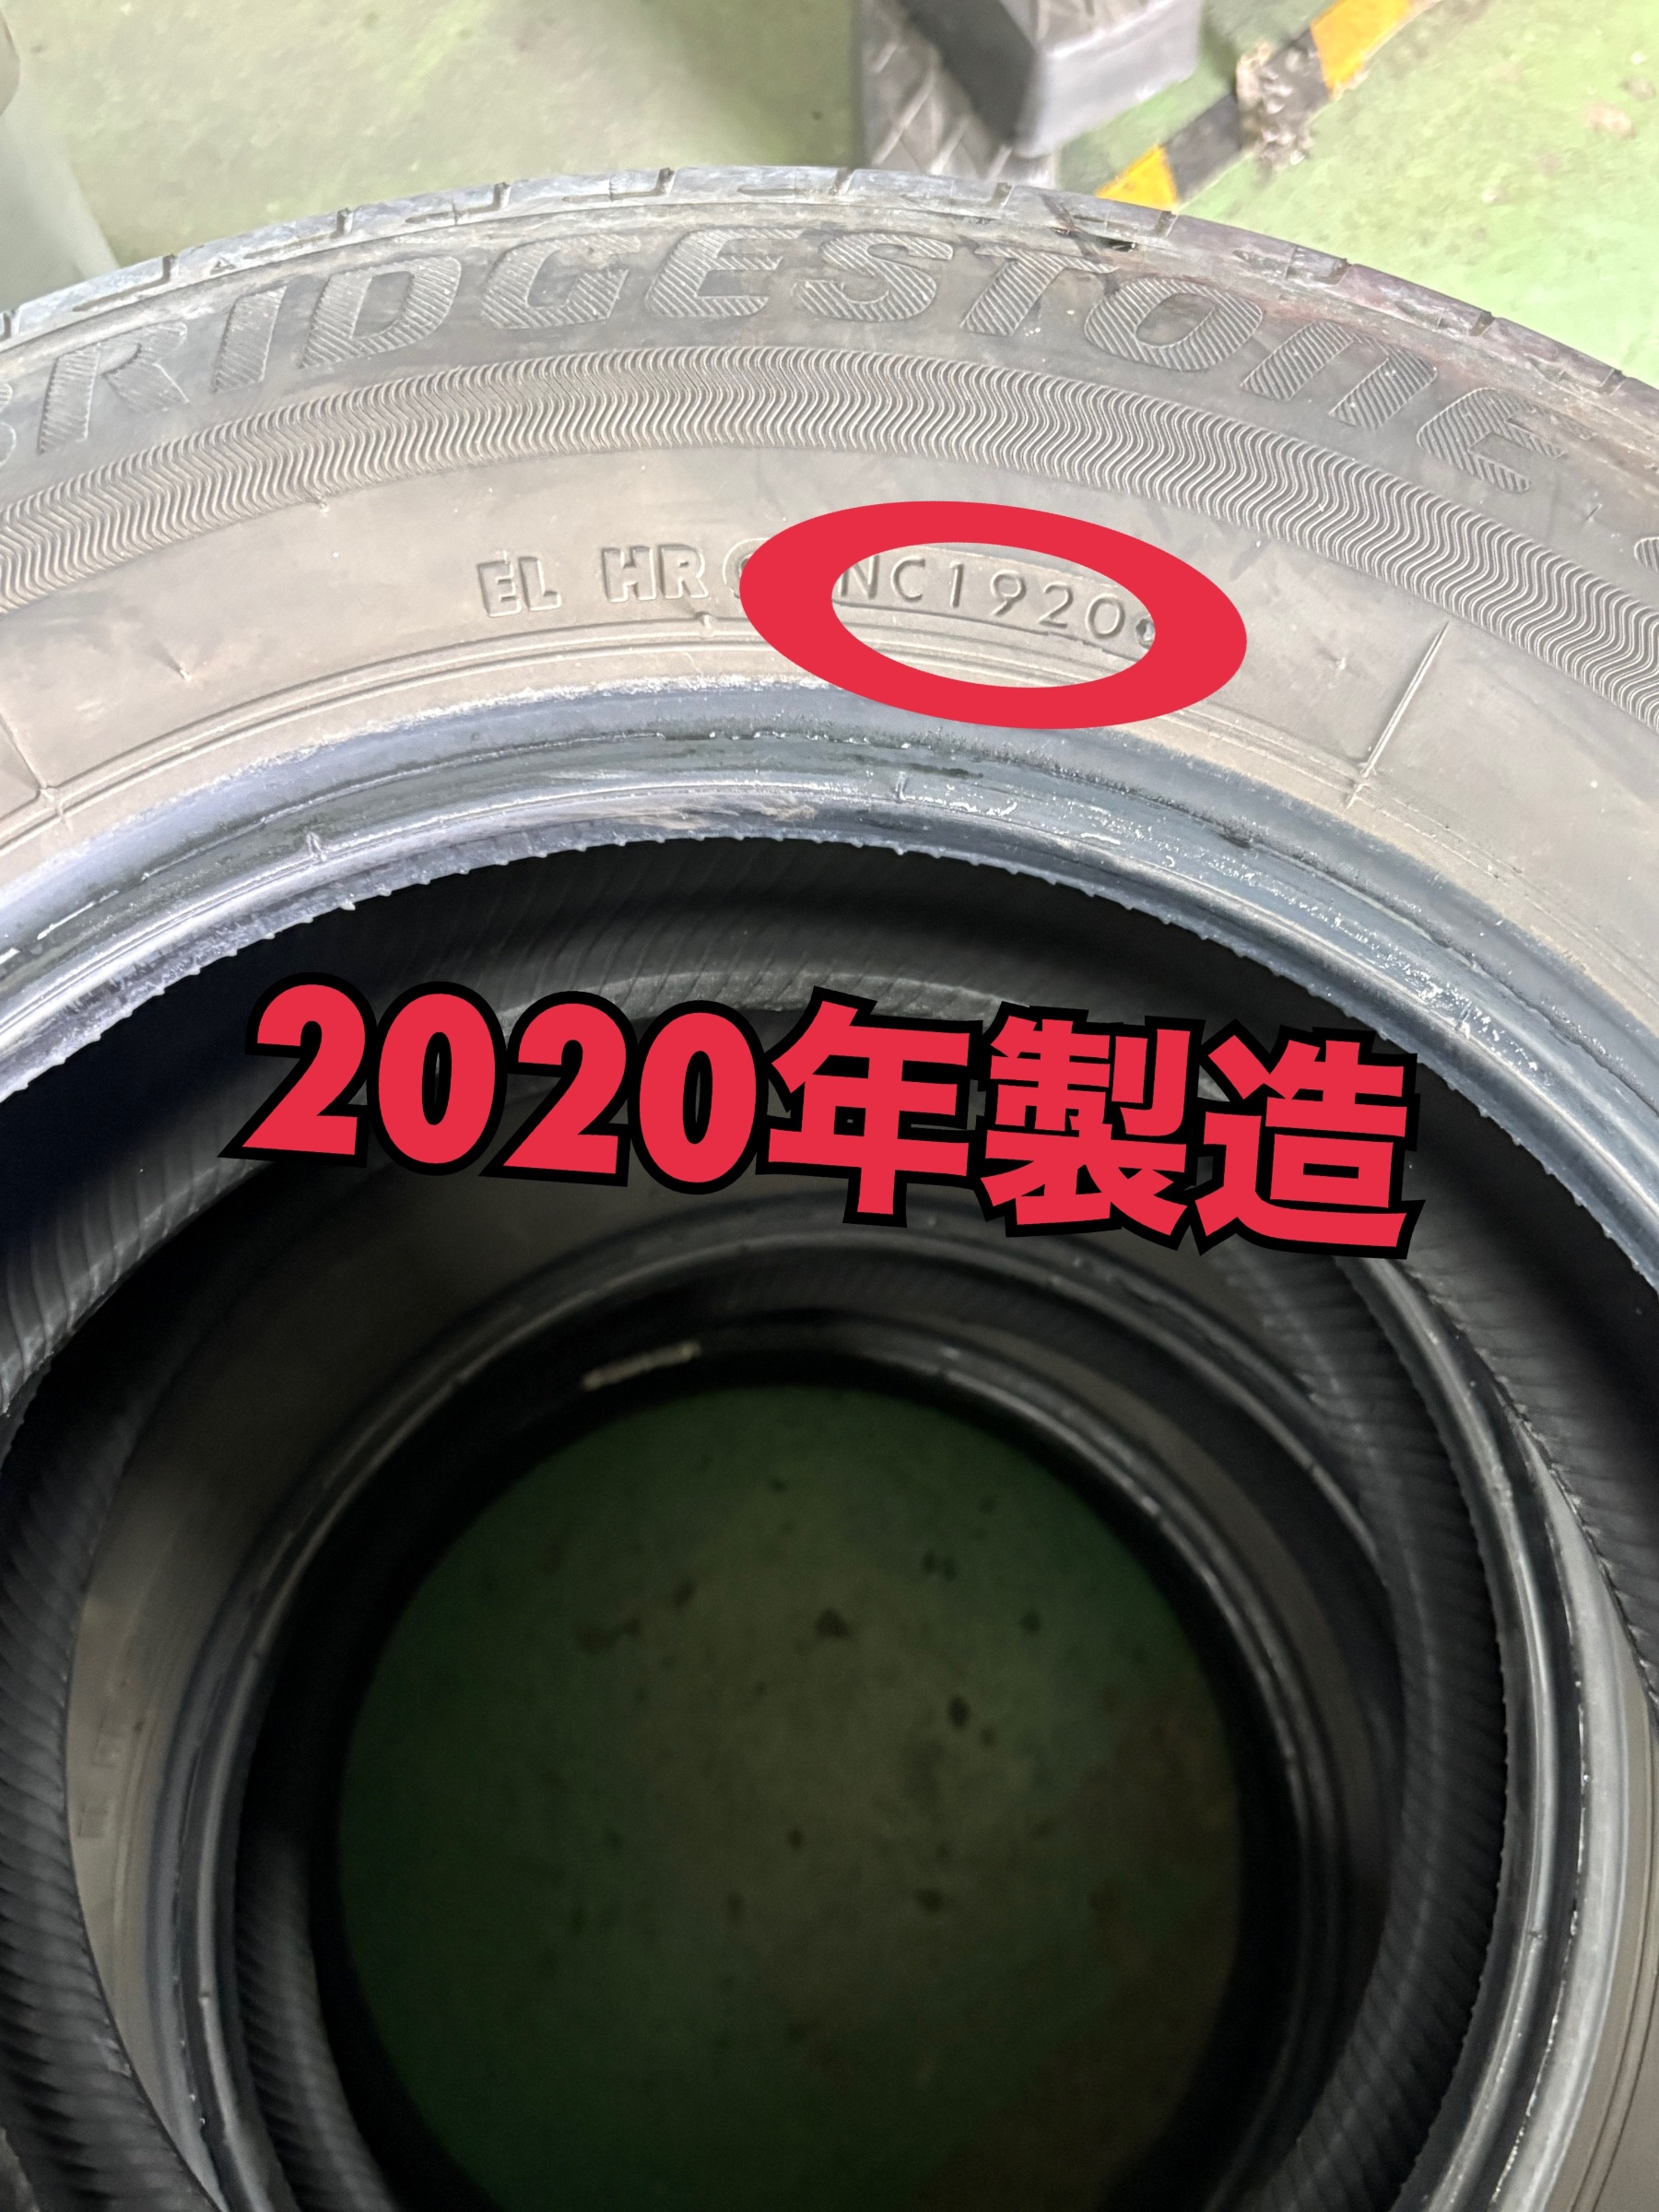 BRIDGESTONE
EL HR NC1920
2020年製造